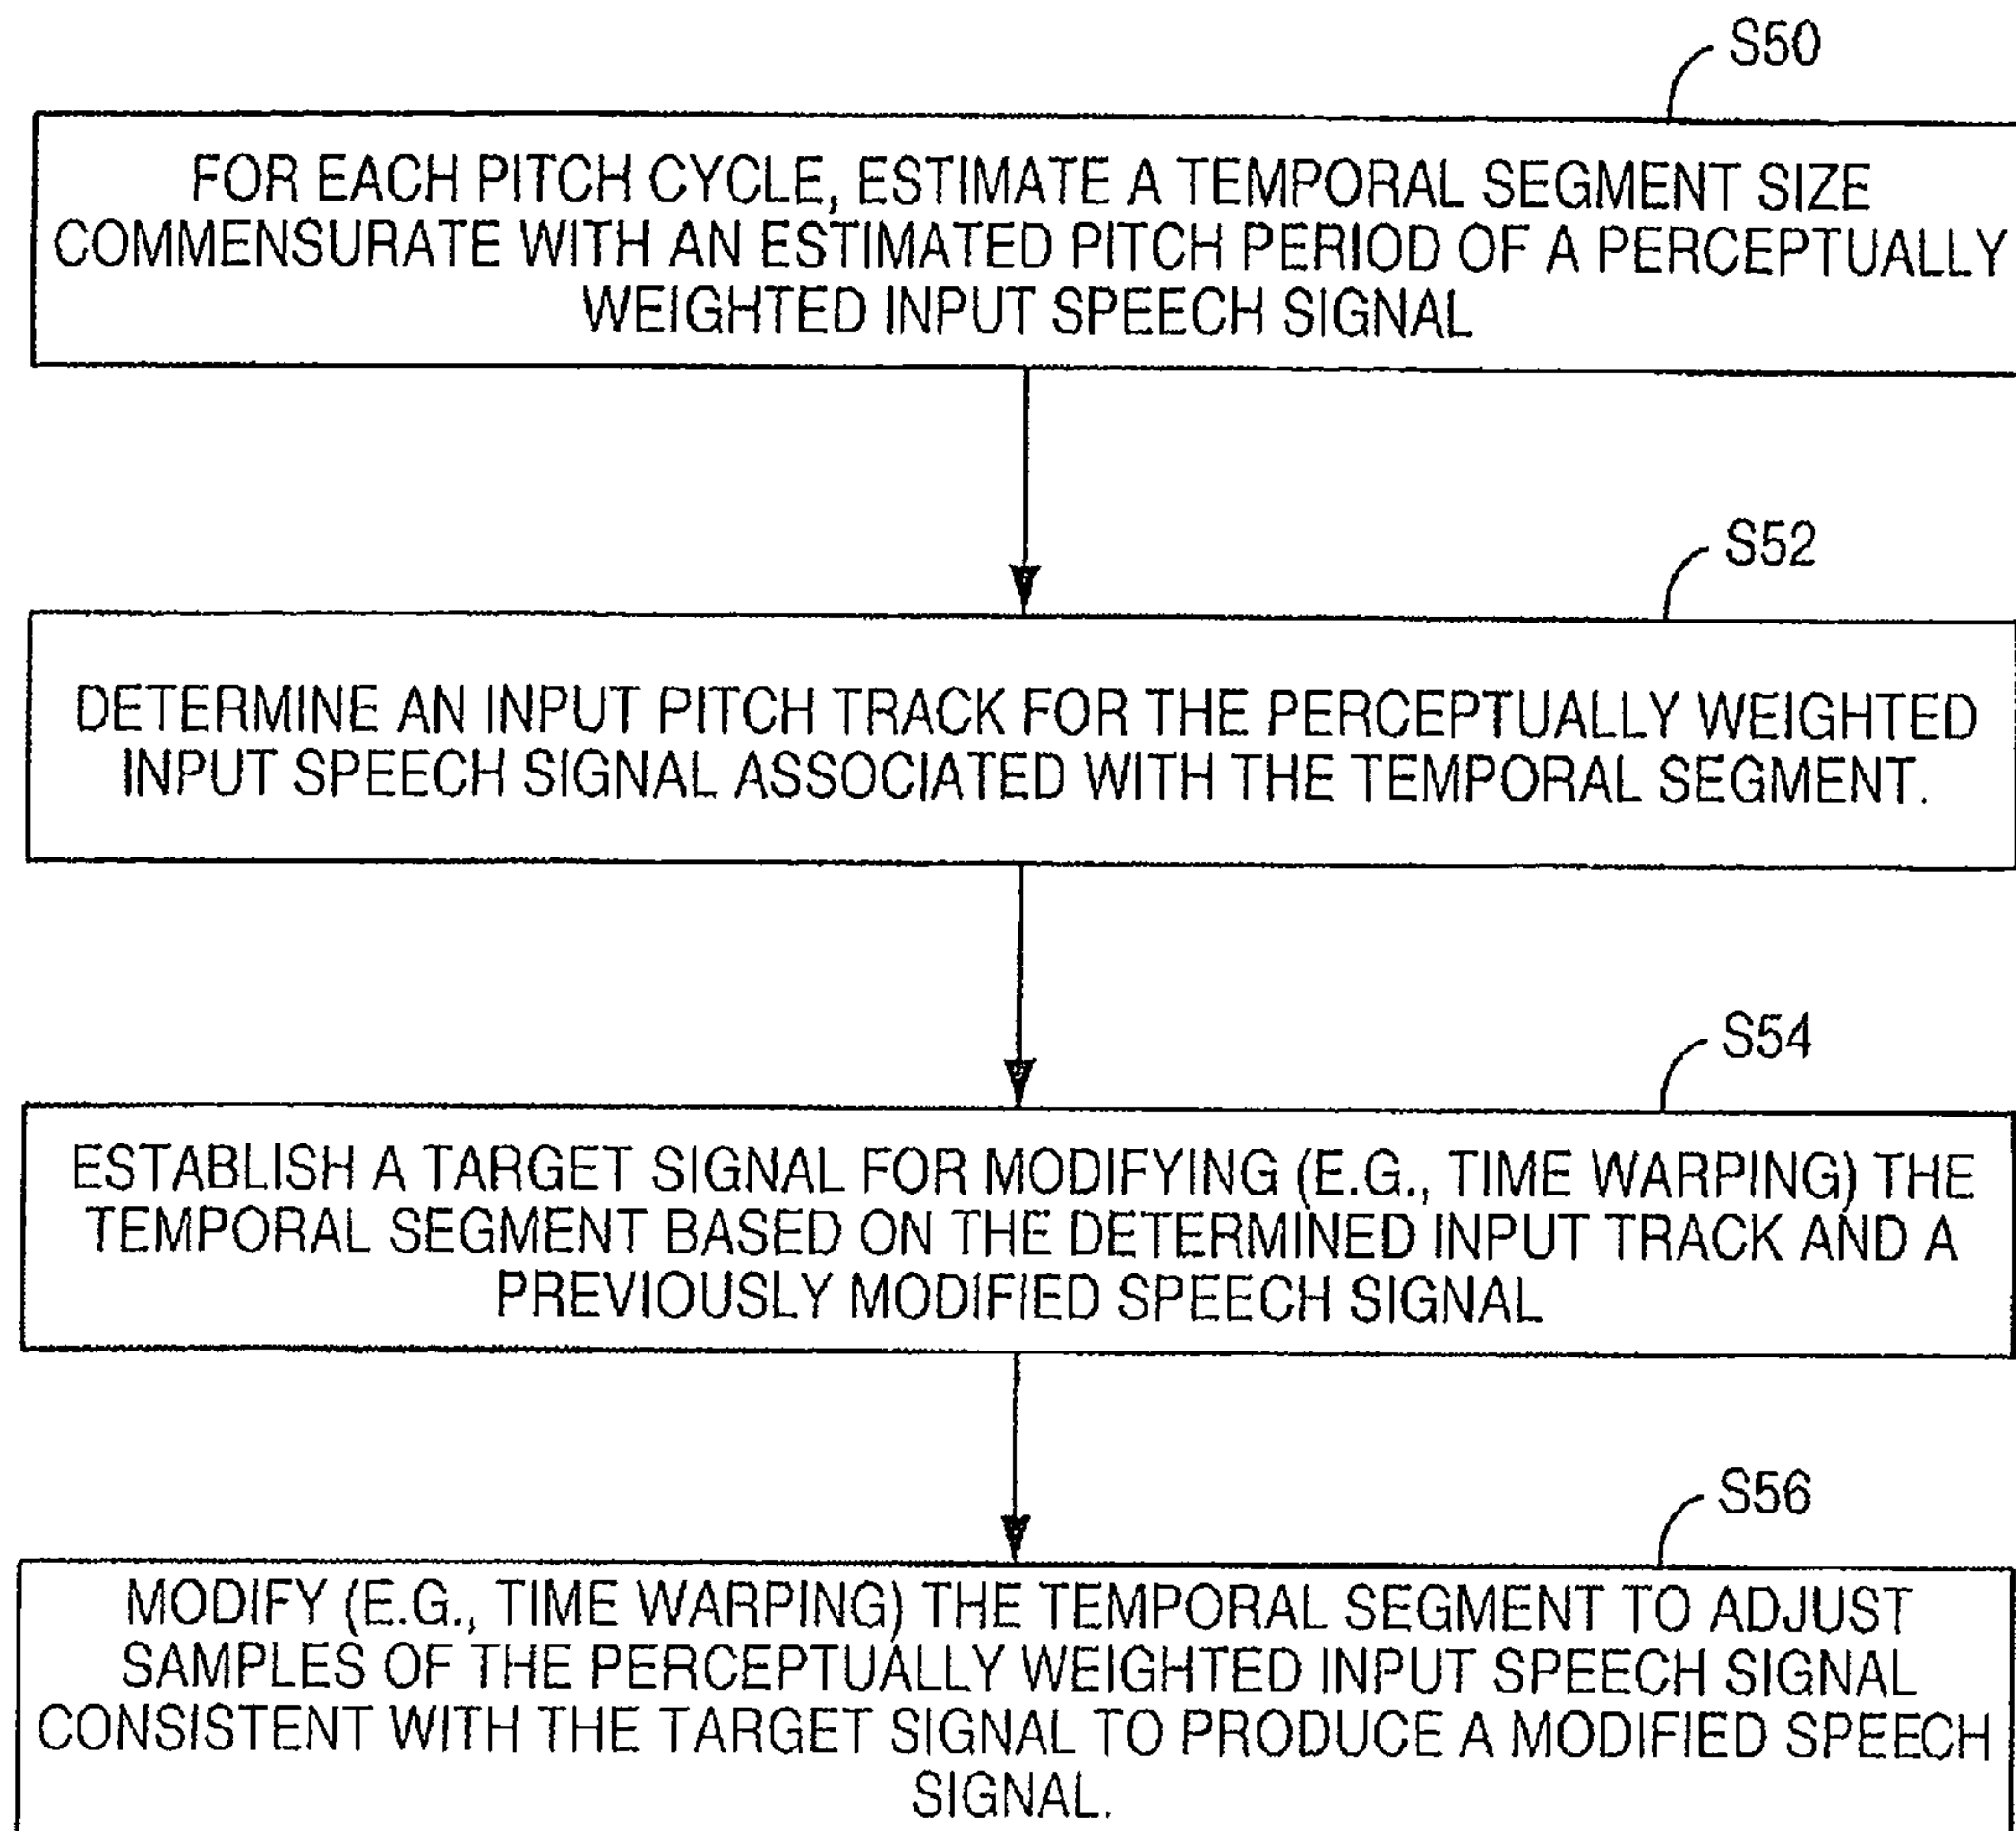 S50
FOR EACH PITCH CYCLE, ESTIMATE A TEMPORAL SEGMENT SIZE
COMMENSURATE WITH AN ESTIMATED PITCH PERIOD OF A PERCEPTUALLY
WEIGHTED INPUT SPEECH SIGNAL
S52
DETERMINE AN INPUT PITCH TRACK FOR THE PERCEPTUALLY WEIGHTED
INPUT SPEECH SIGNAL ASSOCIATED WITH THE TEMPORAL SEGMENT.
S54
ESTABLISH A TARGET SIGNAL FOR MODIFYING (E.G., TIME WARPING) THE
TEMPORAL SEGMENT BASED ON THE DETERMINED INPUT TRACK AND A
PREVIOUSLY MODIFIED SPEECH SIGNAL
S56
MODIFY (E.G., TIME WARPING) THE TEMPORAL SEGMENT TO ADJUST
SAMPLES OF THE PERCEPTUALLY WEIGHTED INPUT SPEECH SIGNAL
CONSISTENT WITH THE TARGET SIGNAL TO PRODUCE A MODIFIED SPEECH
SIGNAL.